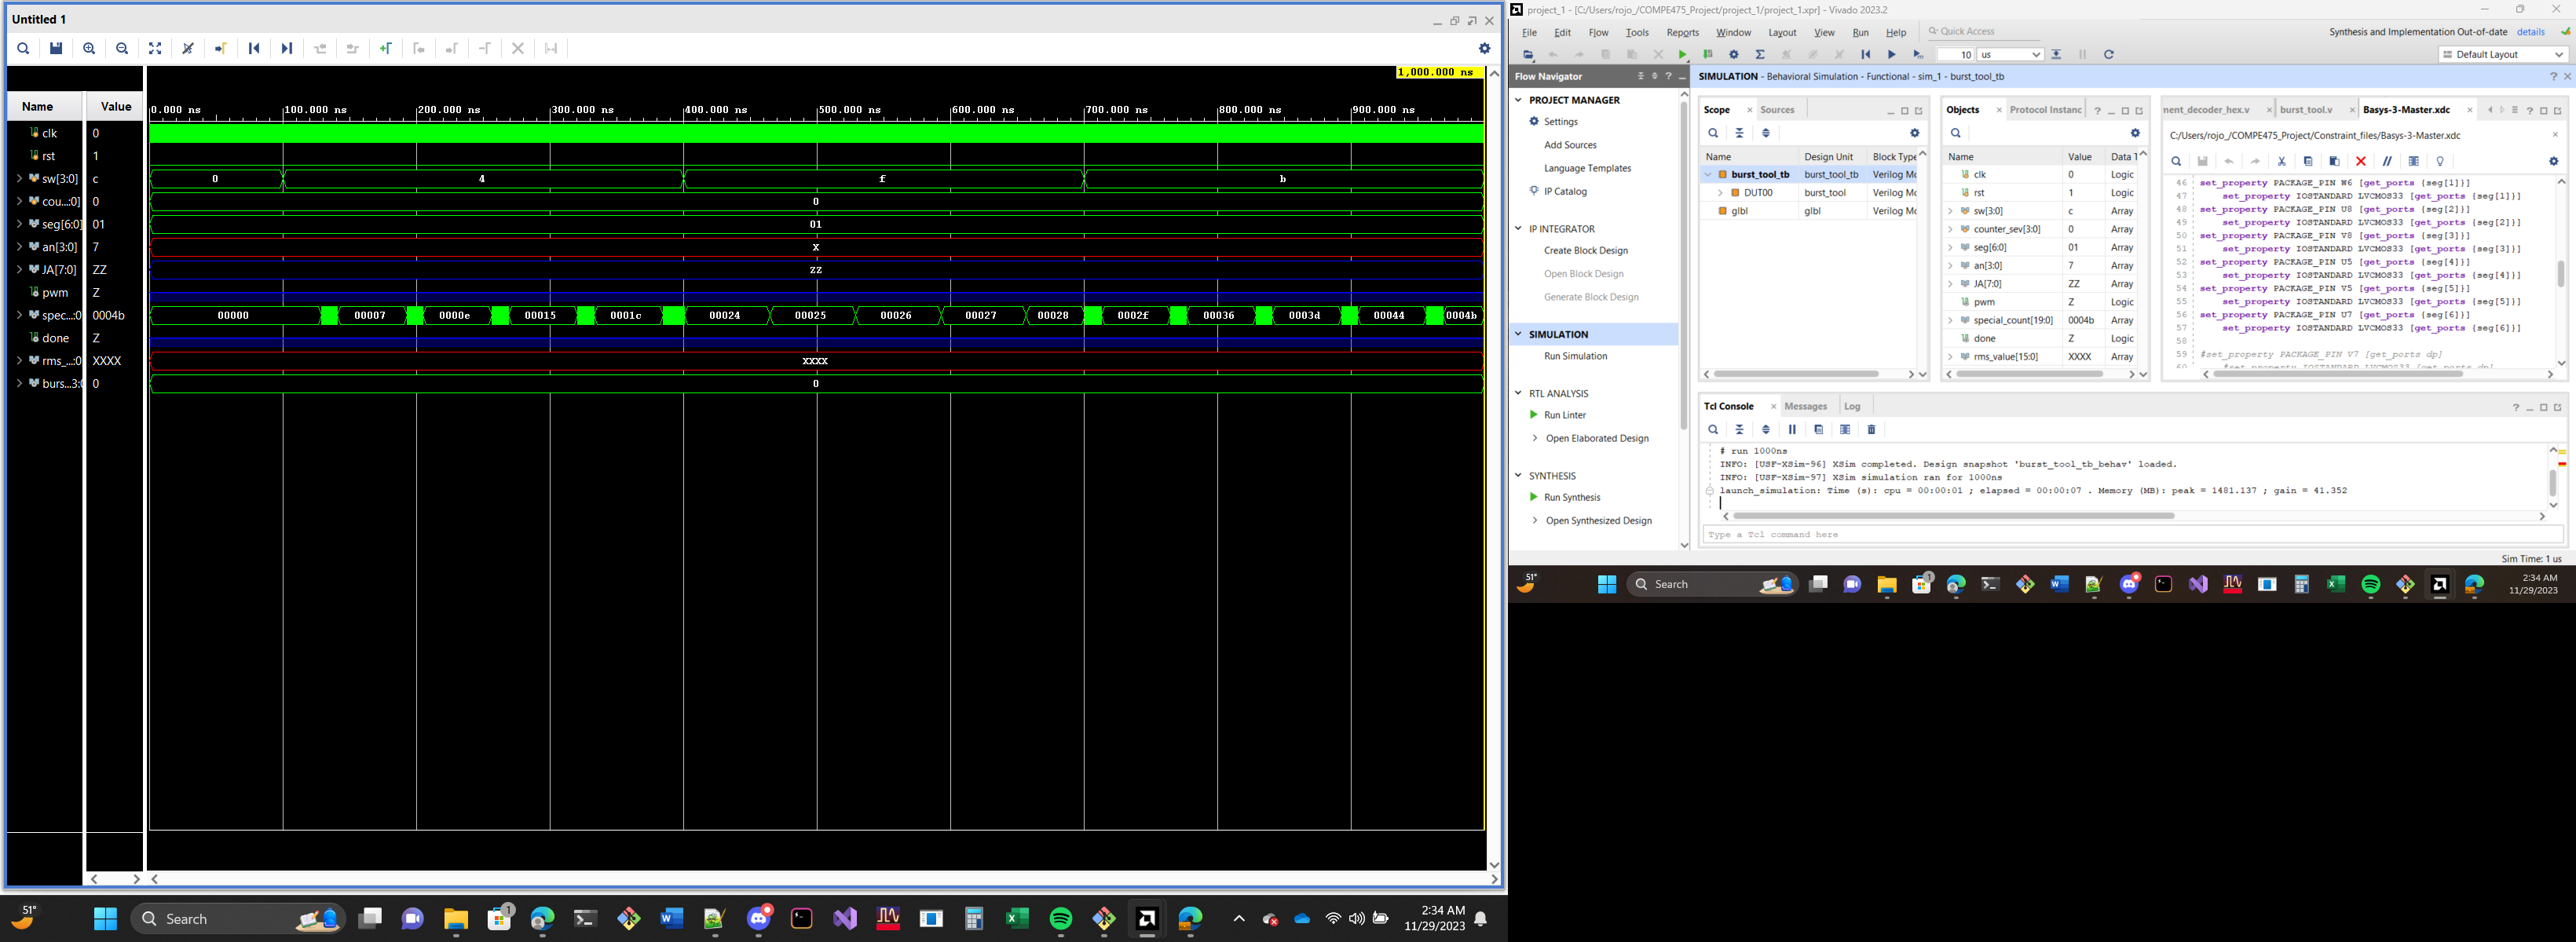 Untitled 1
1,000.000 ns
Name Value
0.000 ns 100.000 ns 200.000 ns 300.000 ns 400.000 ns 500.000 ns 600.000 ns 700.000 ns 800.000 ns 900.000 ns
clk 0
rst 1
sw[3:0] c 0 4 f b
cou...:0] 0 0
seg[6:0] 01 01
an[3:0] 7 X
JA[7:0] ZZ ZZ
pwm Z
spec...:0 0004b 00000 00007 0000e 00015 0001c 00024 00025 00026 00027 00028 0002f 00036 0003d 00044 0004b
done Z
rms_...:0 XXXX XXXX
burs...3:0 0 0
51°
Search
1
2:34 AM
11/29/2023
project_1 - [C:/Users/rojo_/COMPE475_Project/project_1/project_1.xpr] - Vivado 2023.2
File Edit Flow Tools Reports Window Layout View Run Help Quick Access
Synthesis and Implementation Out-of-date details
10 us Default Layout
Flow Navigator
PROJECT MANAGER
Settings
Add Sources
Language Templates
IP Catalog
IP INTEGRATOR
Create Block Design
Open Block Design
Generate Block Design
SIMULATION
Run Simulation
RTL ANALYSIS
Run Linter
Open Elaborated Design
SYNTHESIS
Run Synthesis
Open Synthesized Design
SIMULATION - Behavioral Simulation - Functional - sim_1 - burst_tool_tb
Scope Sources
Name Design Unit Block Type
burst_tool_tb burst_tool_tb Verilog Mo
DUT00 burst_tool Verilog Mo
glbl glbl Verilog Mo
Objects Protocol Instanc
Name Value Data T
clk 0 Logic
rst 1 Logic
sw[3:0] c Array
counter_sev[3:0] 0 Array
seg[6:0] 01 Array
an[3:0] 7 Array
JA[7:0] ZZ Array
pwm Z Logic
special_count[19:0] 0004b Array
done Z Logic
rms_value[15:0] XXXX Array
nent_decoder_hex.v burst_tool.v Basys-3-Master.xdc
C:/Users/rojo_/COMPE475_Project/Constraint_files/Basys-3-Master.xdc
46 set_property PACKAGE_PIN W6 [get_ports {seg[1]}]
47 set_property IOSTANDARD LVCMOS33 [get_ports {seg[1]}]
48 set_property PACKAGE_PIN U8 [get_ports {seg[2]}]
49 set_property IOSTANDARD LVCMOS33 [get_ports {seg[2]}]
50 set_property PACKAGE_PIN V8 [get_ports {seg[3]}]
51 set_property IOSTANDARD LVCMOS33 [get_ports {seg[3]}]
52 set_property PACKAGE_PIN U5 [get_ports {seg[4]}]
53 set_property IOSTANDARD LVCMOS33 [get_ports {seg[4]}]
54 set_property PACKAGE_PIN V5 [get_ports {seg[5]}]
55 set_property IOSTANDARD LVCMOS33 [get_ports {seg[5]}]
56 set_property PACKAGE_PIN U7 [get_ports {seg[6]}]
57 set_property IOSTANDARD LVCMOS33 [get_ports {seg[6]}]
58
59 #set_property PACKAGE_PIN V7 [get_ports dp]
60 #set_property IOSTANDARD LVCMOS33 [get_ports dp]
Tcl Console Messages Log
# run 1000ns
INFO: [USF-XSim-96] XSim completed. Design snapshot 'burst_tool_tb_behav' loaded.
INFO: [USF-XSim-97] XSim simulation ran for 1000ns
launch_simulation: Time (s): cpu = 00:00:01 ; elapsed = 00:00:07 . Memory (MB): peak = 1481.137 ; gain = 41.352
Type a Tcl command here
Sim Time: 1 us
51°
Search
1
2:34 AM
11/29/2023